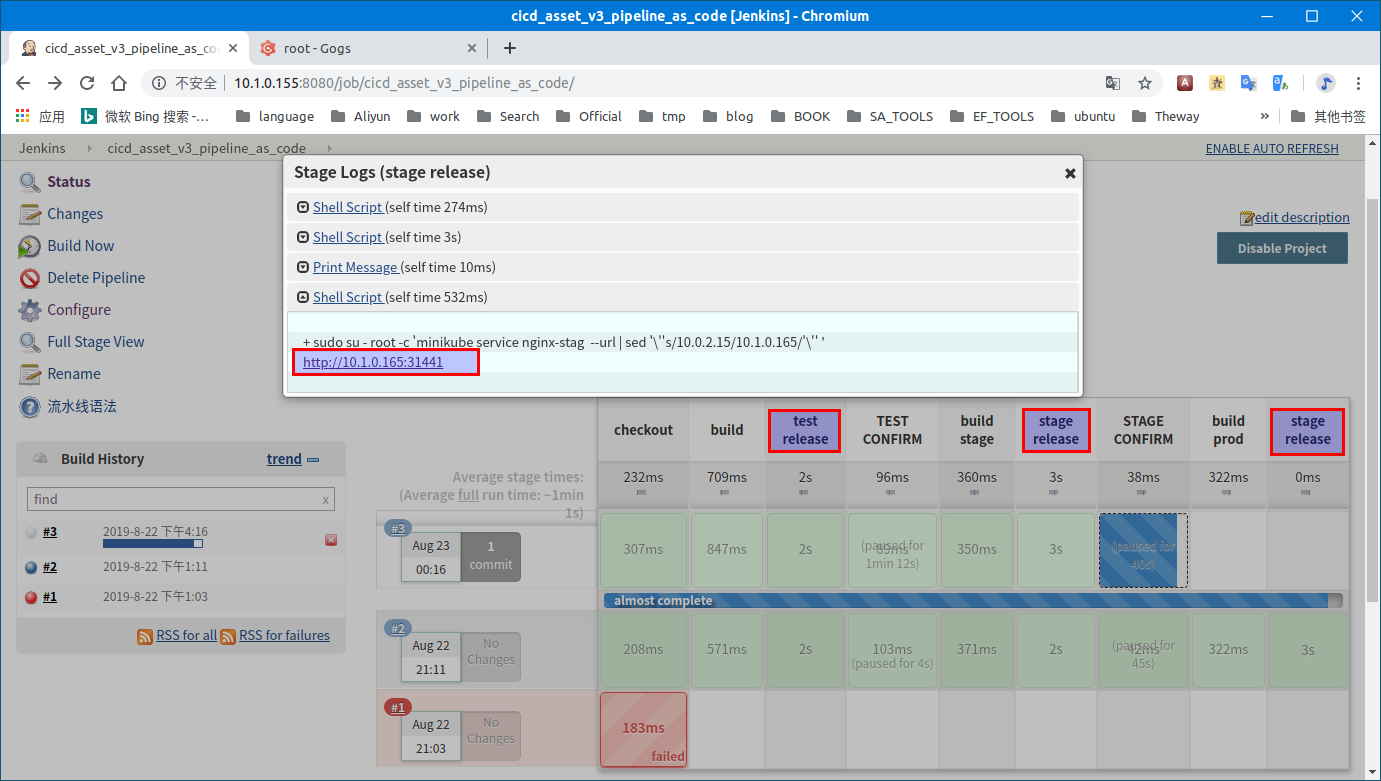 cicd_asset_v3_pipeline_as_code [Jenkins] - Chromium
cicd_asset_v3_pipeline_as_co
root - Gogs
不安全
10.1.0.155:8080/job/cicd_asset_v3_pipeline_as_code/
应用
微软 Bing 搜索 -...
language
Aliyun
work
Search
Official
tmp
blog
BOOK
SA_TOOLS
EF_TOOLS
ubuntu
Theway
»
其他书签
Jenkins
cicd_asset_v3_pipeline_as_code
ENABLE AUTO REFRESH
Status
Changes
Build Now
Delete Pipeline
Configure
Full Stage View
Rename
流水线语法
edit description
Disable Project
Stage Logs (stage release)
Shell Script (self time 274ms)
Shell Script (self time 3s)
Print Message (self time 10ms)
Shell Script (self time 532ms)
+ sudo su - root -c 'minikube service nginx-stag  --url | sed '\''s/10.0.2.15/10.1.0.165/'\'' '
http://10.1.0.165:31441
Build History
trend
find
x
#3
2019-8-22 下午4:16
#2
2019-8-22 下午1:11
#1
2019-8-22 下午1:03
RSS for all
RSS for failures
checkout
build
test
release
TEST
CONFIRM
build
stage
stage
release
STAGE
CONFIRM
build
prod
stage
release
Average stage times:
(Average full run time: ~1min
1s)
232ms
709ms
2s
96ms
360ms
3s
38ms
322ms
0ms
#3
Aug 23
00:16
1
commit
307ms
847ms
2s
89ms
(paused for
1min 12s)
350ms
3s
(paused for
40s)
almost complete
#2
Aug 22
21:11
No
Changes
208ms
571ms
2s
103ms
(paused for 4s)
371ms
2s
42ms
(paused for
45s)
322ms
3s
#1
Aug 22
21:03
No
Changes
183ms
failed